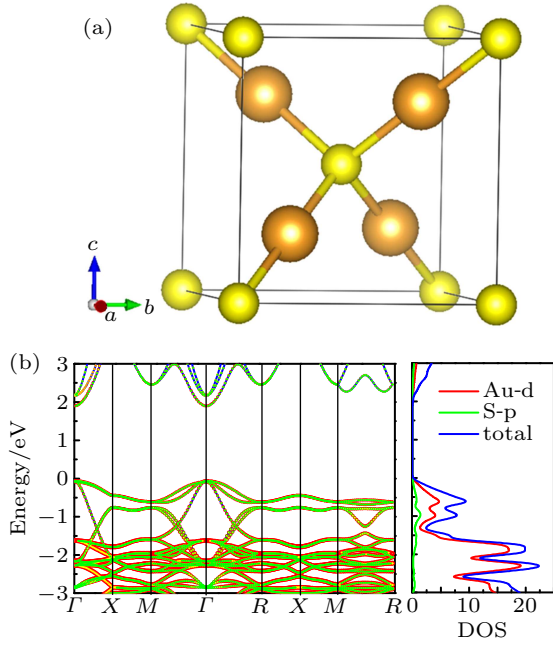 (a)
c
a
b
(b)
Energy/eV
3
2
1
0
−1
−2
−3
Γ X M Γ R X M R
Au-d
S-p
total
0 10 20
DOS